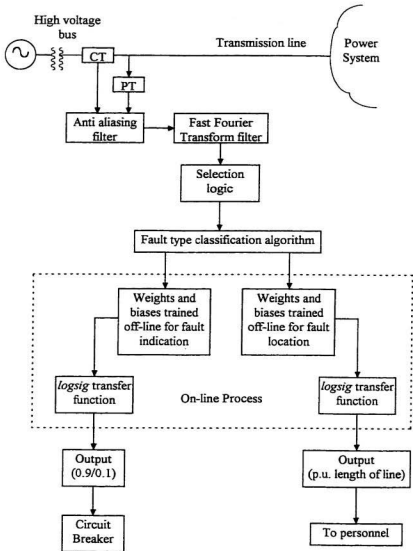 High voltage
bus
CT
PT
Transmission line
Power
System
Anti aliasing
filter
Fast Fourier
Transform filter
Selection
logic
Fault type classification algorithm
Weights and
biases trained
off-line for fault
indication
Weights and
biases trained
off-line for fault
location
logsig transfer
function
On-line Process
logsig transfer
function
Output
(0.9/0.1)
Output
(p.u. length of line)
Circuit
Breaker
To personnel